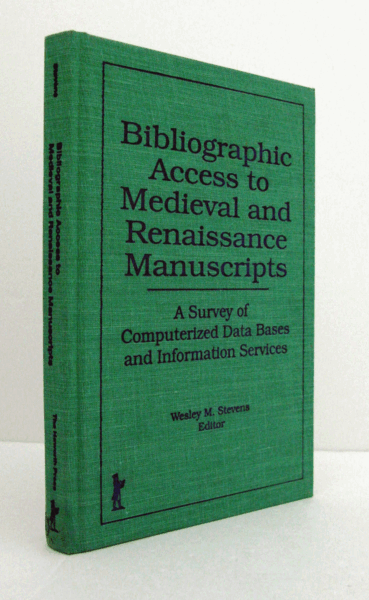 Bibliographic
Access to
Medieval and
Renaissance
Manuscripts
A Survey of
Computerized Data Bases
and Information Services
Wesley M. Stevens
Editor
Stevens
Bibliographic Access to
Medieval and Renaissance Manuscripts
The Haworth Press